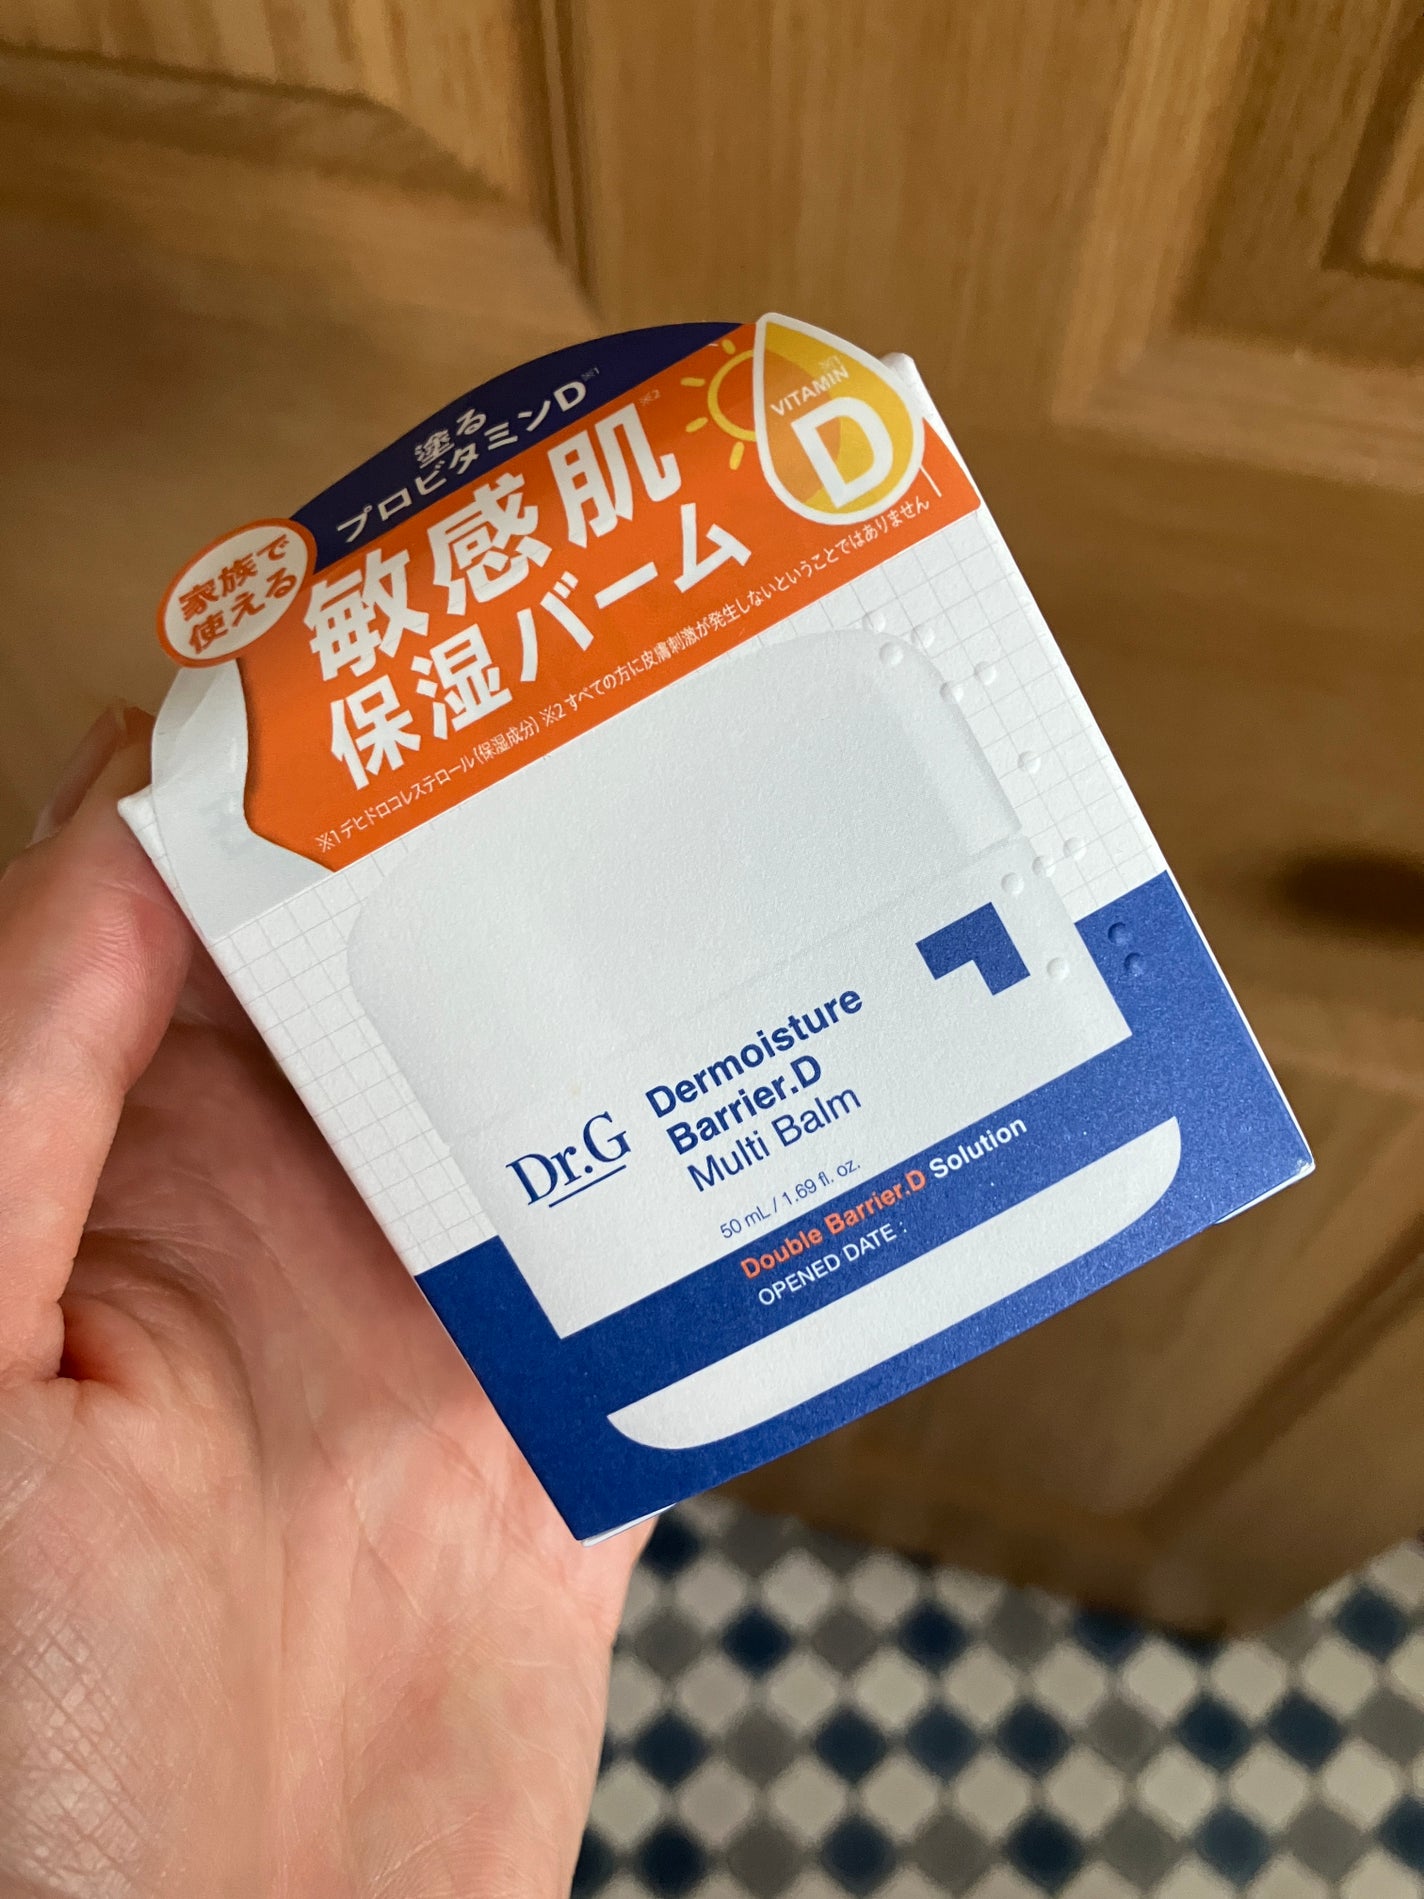 塗る
プロビタミンD※1
敏感肌※2
保湿バーム
家族で
使える
※1
VITAMIN
D
※1 デヒドロコレステロール(保湿成分) ※2 すべての方に皮膚刺激が発生しないということではありません
Dr.G
Dermoisture
Barrier.D
Multi Balm
50 mL / 1.69 fl. oz.
Double Barrier.D Solution
OPENED DATE :